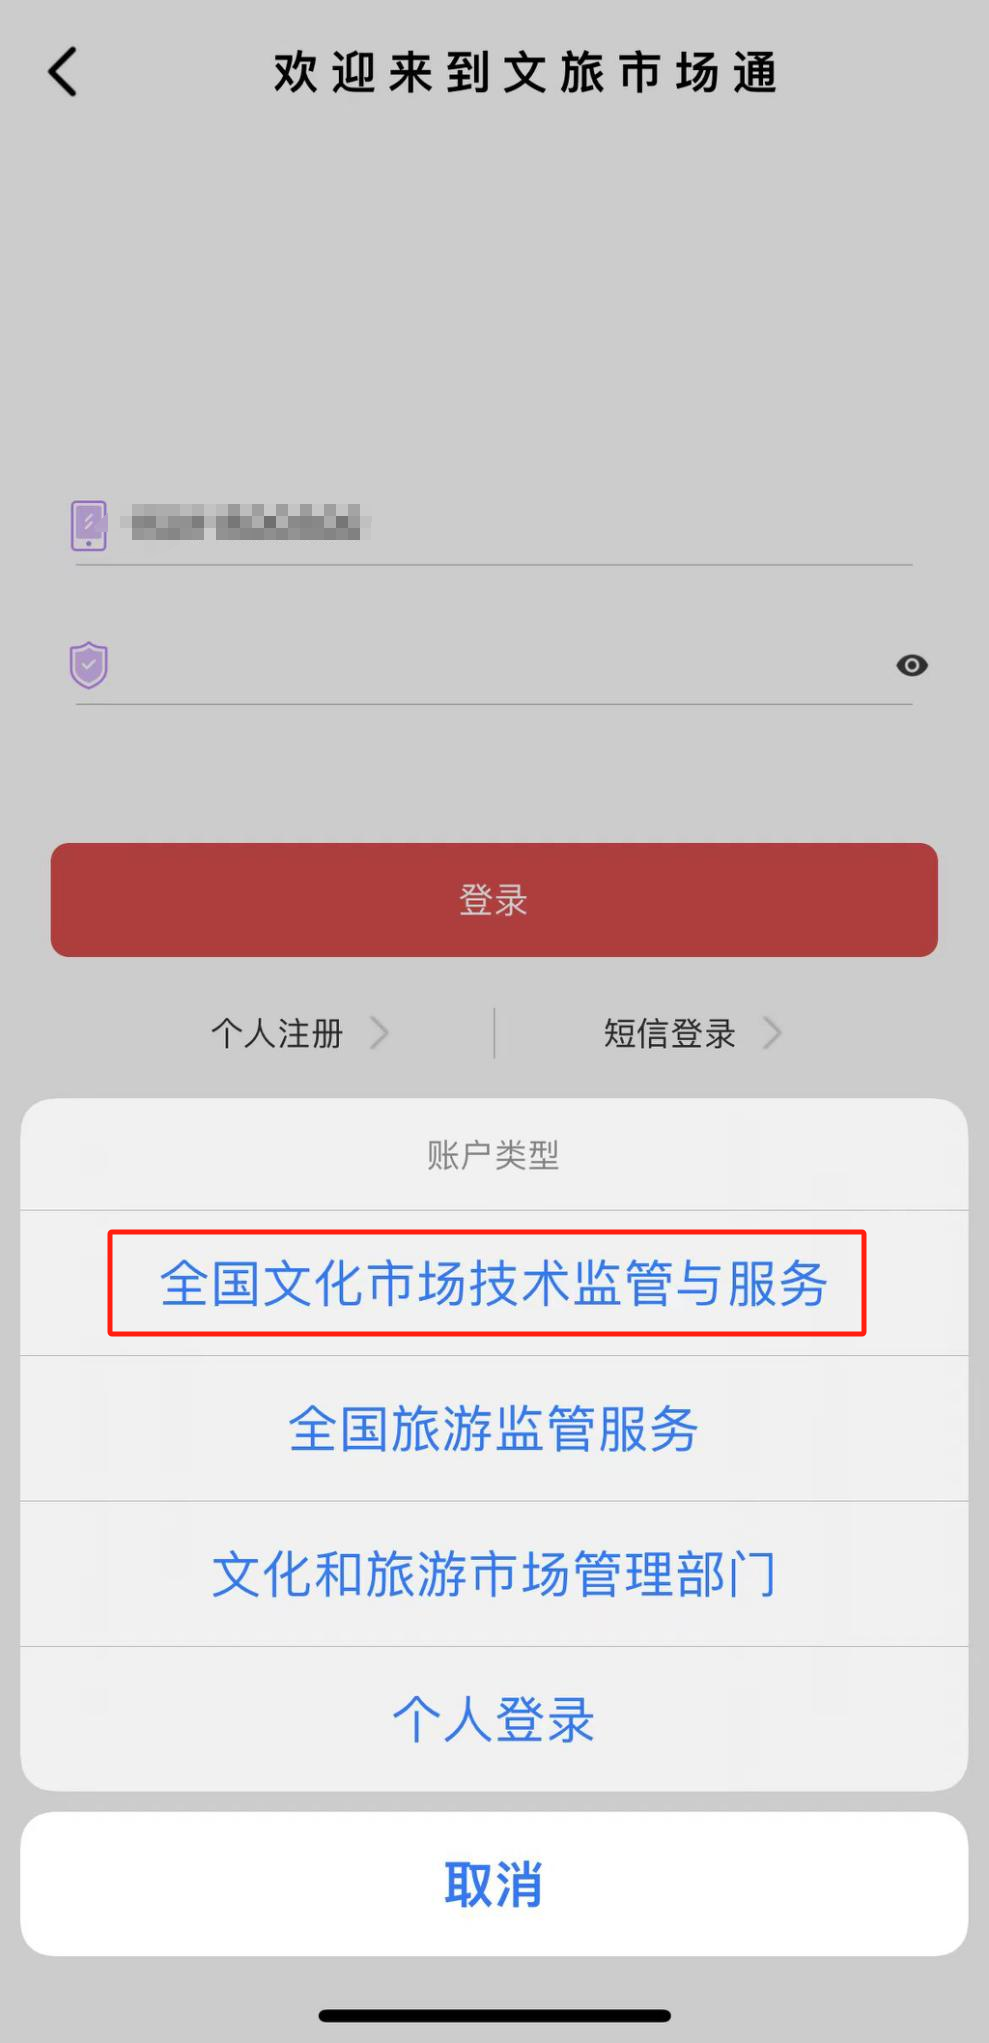 欢迎来到文旅市场通
登录
个人注册
短信登录
账户类型
全国文化市场技术监管与服务
全国旅游监管服务
文化和旅游市场管理部门
个人登录
取消